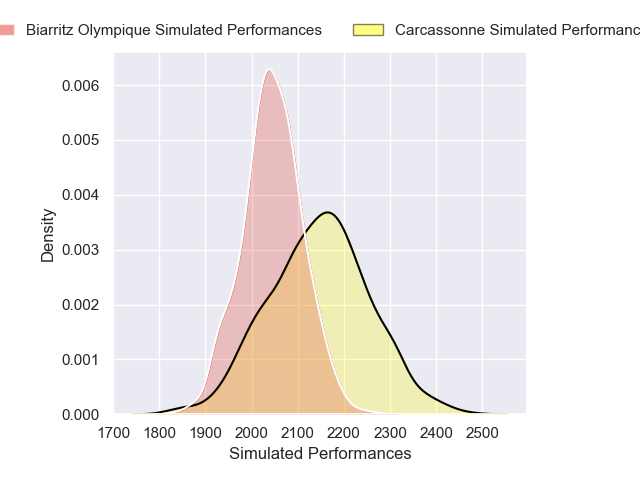 Biarritz Olympique Simulated Performances
Carcassonne Simulated Performanc
0.006
0.005
0.004
0.003
0.002
0.001
0.000
Density
1700 1800 1900 2000 2100 2200 2300 2400 2500
Simulated Performances